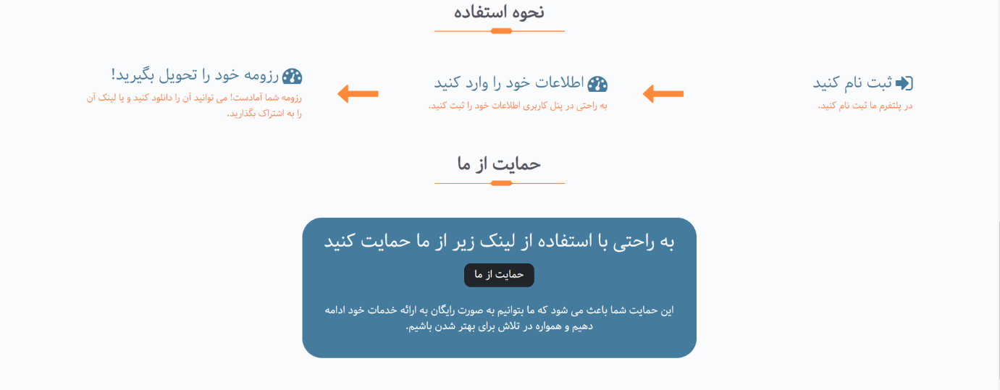 نحوه استفاده
ثبت نام کنید
در پلتفرم ما ثبت نام کنید.
اطلاعات خود را وارد کنید
به راحتی در پنل کاربری اطلاعات خود را ثبت کنید.
رزومه خود را تحویل بگیرید!
رزومه شما آمادست! می توانید آن را دانلود کنید و یا لینک آن
را به اشتراک بگذارید.
حمایت از ما
به راحتی با استفاده از لینک زیر از ما حمایت کنید
حمایت از ما
این حمایت شما باعث می شود که ما بتوانیم به صورت رایگان به ارائه خدمات خود ادامه
دهیم و همواره در تلاش برای بهتر شدن باشیم.